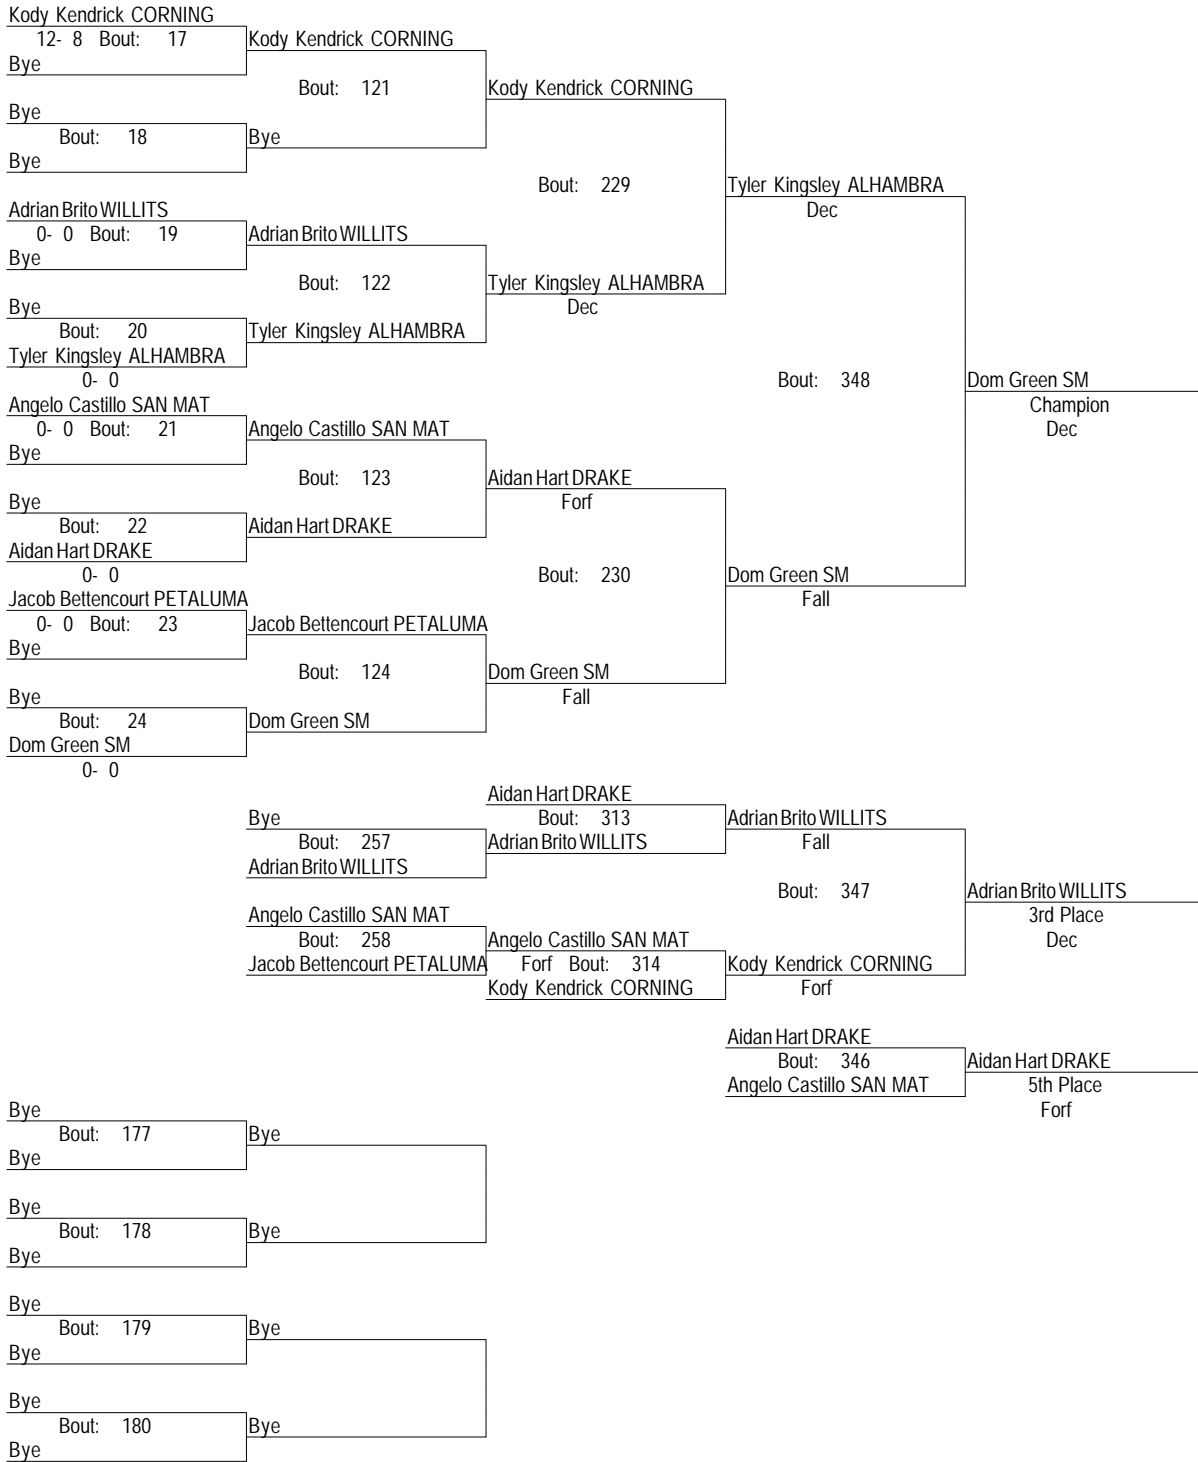 Kody Kendrick CORNING
12- 8 Bout: 17 Kody Kendrick CORNING
Bye
Bout: 121 Kody Kendrick CORNING
Bye
Bout: 18 Bye
Bye
Bout: 229 Tyler Kingsley ALHAMBRA
Dec
Adrian Brito WILLITS
0- 0 Bout: 19 Adrian Brito WILLITS
Bye
Bout: 122 Tyler Kingsley ALHAMBRA
Dec
Bye
Bout: 20 Tyler Kingsley ALHAMBRA
Tyler Kingsley ALHAMBRA
0- 0
Bout: 348 Dom Green SM
Champion
Dec
Angelo Castillo SAN MAT
0- 0 Bout: 21 Angelo Castillo SAN MAT
Bye
Bout: 123 Aidan Hart DRAKE
Forf
Bye
Bout: 22 Aidan Hart DRAKE
Aidan Hart DRAKE
0- 0
Bout: 230 Dom Green SM
Fall
Jacob Bettencourt PETALUMA
0- 0 Bout: 23 Jacob Bettencourt PETALUMA
Bye
Bout: 124 Dom Green SM
Fall
Bye
Bout: 24 Dom Green SM
Dom Green SM
0- 0
Aidan Hart DRAKE
Bye Bout: 313 Adrian Brito WILLITS
Bout: 257 Adrian Brito WILLITS Fall
Adrian Brito WILLITS
Bout: 347 Adrian Brito WILLITS
3rd Place
Dec
Angelo Castillo SAN MAT
Bout: 258 Angelo Castillo SAN MAT
Jacob Bettencourt PETALUMA Forf Bout: 314 Kody Kendrick CORNING
Kody Kendrick CORNING Forf
Aidan Hart DRAKE
Bout: 346 Aidan Hart DRAKE
Angelo Castillo SAN MAT 5th Place
Forf
Bye
Bout: 177 Bye
Bye
Bye
Bout: 178 Bye
Bye
Bye
Bout: 179 Bye
Bye
Bye
Bout: 180 Bye
Bye